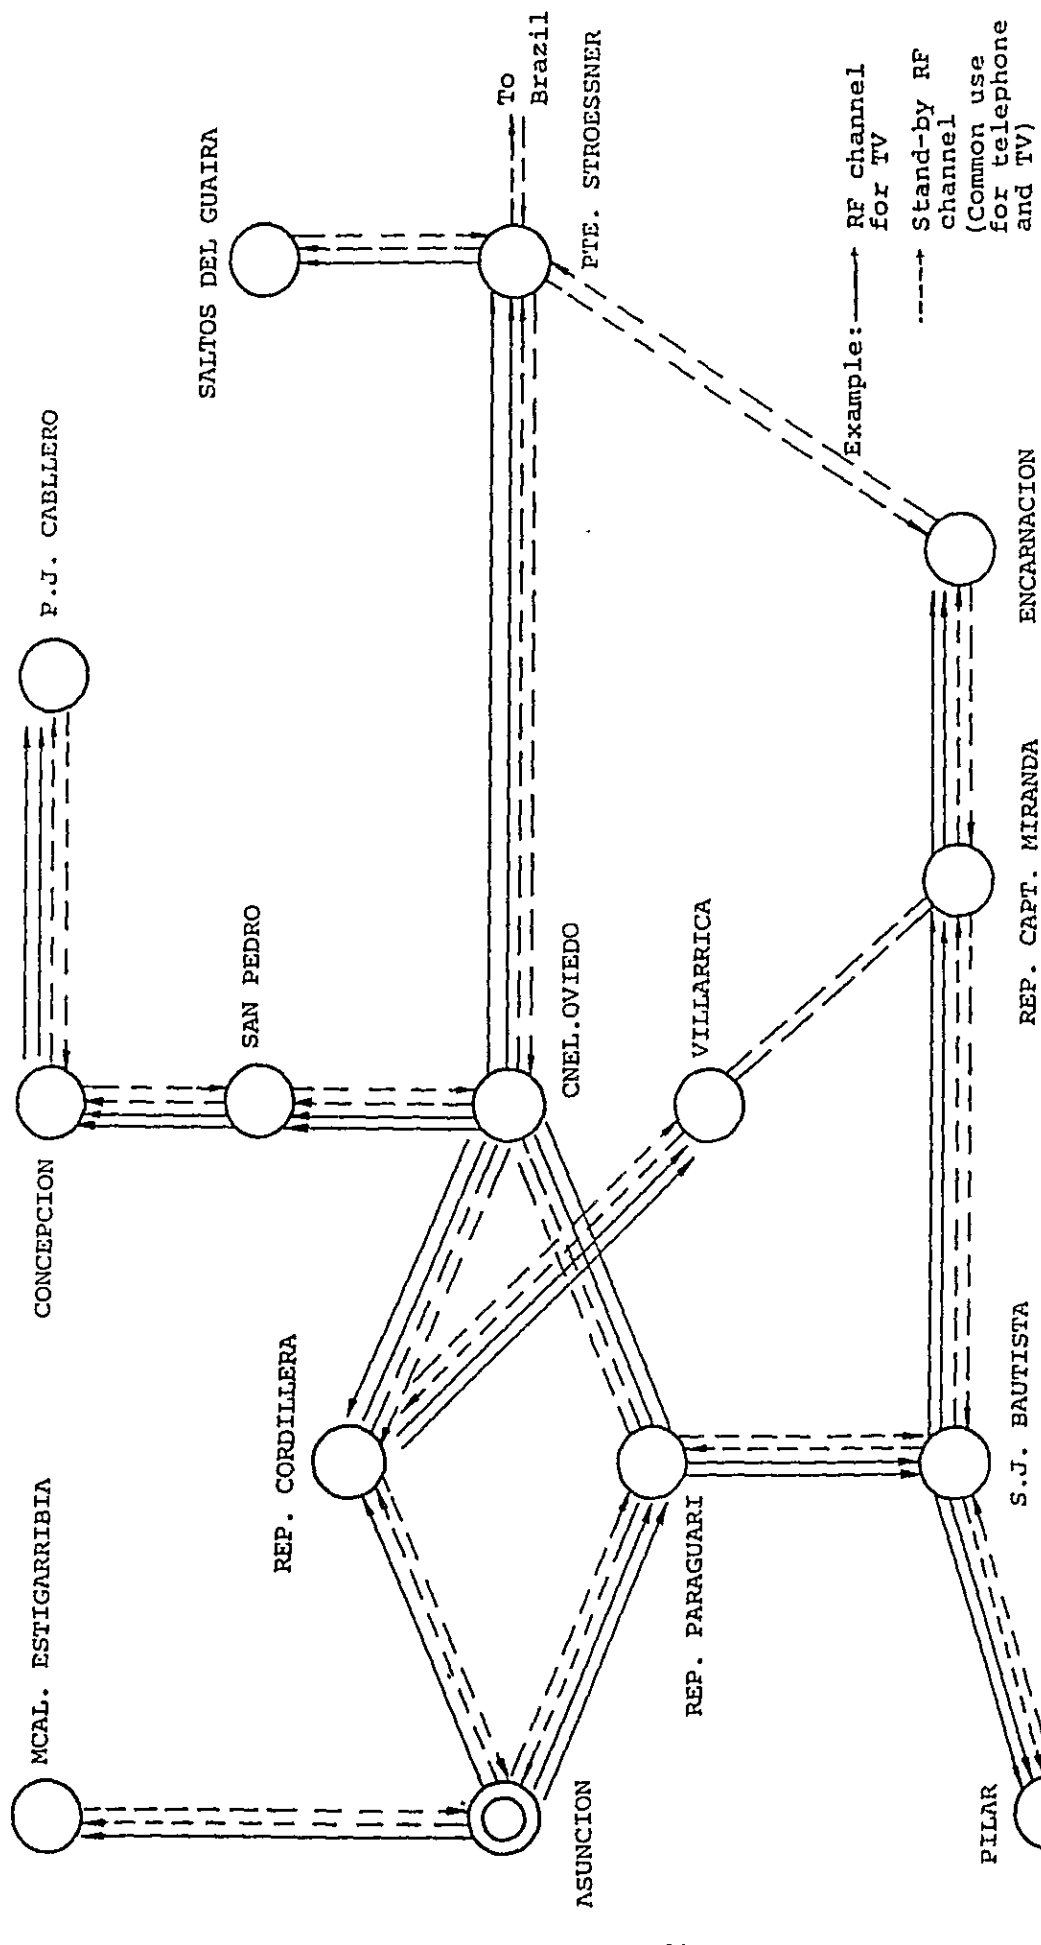 MCAL. ESTIGARRIBIA
CONCEPCION
P.J. CABLLERO
SAN PEDRO
SALTOS DEL GUAIRA
REP. CORDILLERA
To
Brazil
CNEL.OVIEDO
PTE. STROESSNER
ASUNCION
VILLARRICA
REP. PARAGUARI
Example:
RF channel
for TV
Stand-by RF
channel
(Common use
for telephone
and TV)
PILAR
S.J. BAUTISTA
REP. CAPT. MIRANDA
ENCARNACION